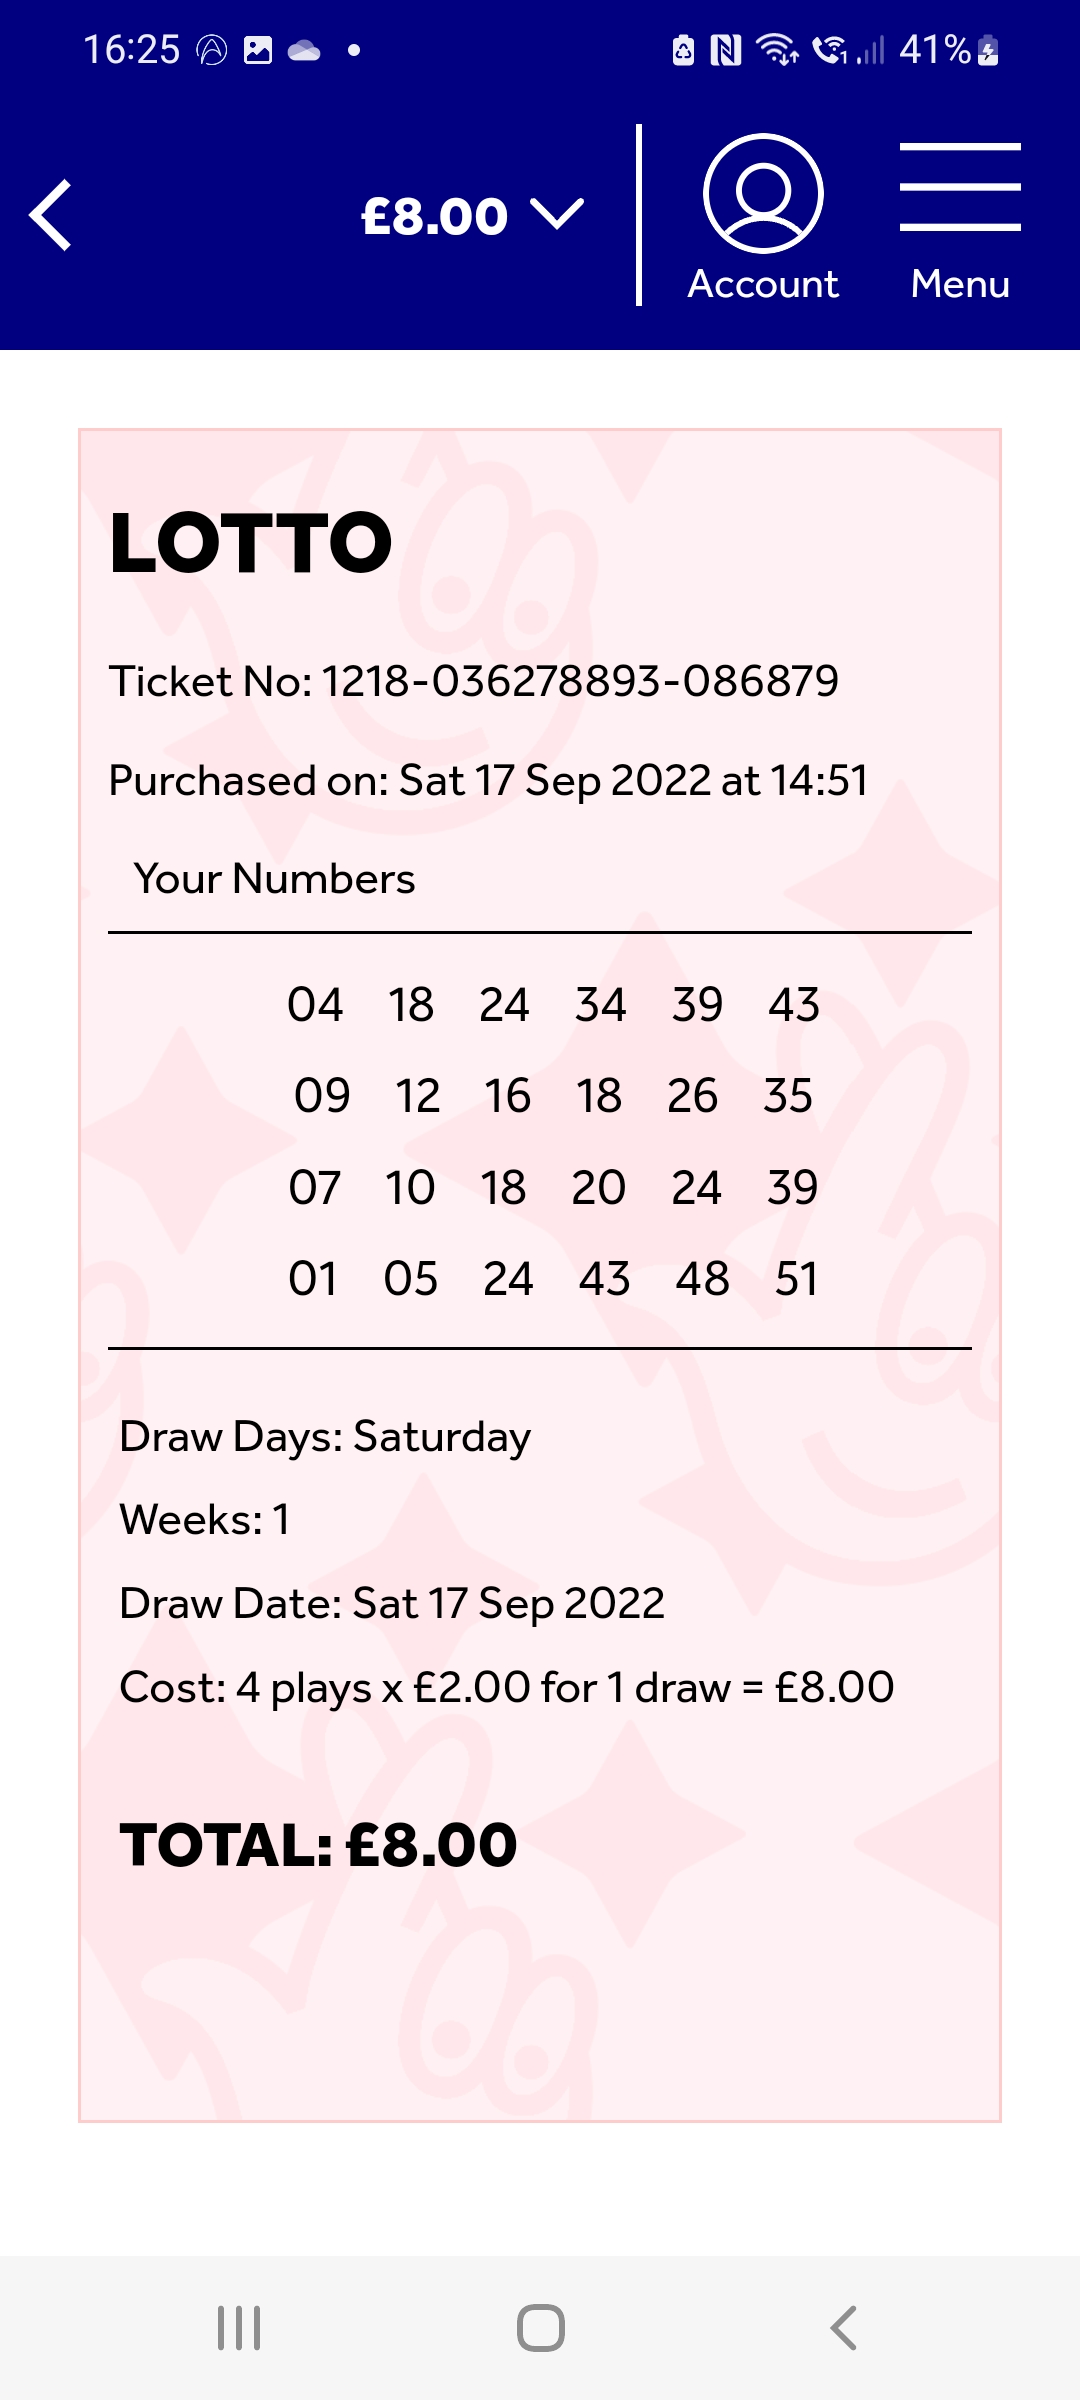 16:25 41%
£8.00
Account Menu
LOTTO
Ticket No: 1218-036278893-086879
Purchased on: Sat 17 Sep 2022 at 14:51
Your Numbers
04 18 24 34 39 43
09 12 16 18 26 35
07 10 18 20 24 39
01 05 24 43 48 51
Draw Days: Saturday
Weeks: 1
Draw Date: Sat 17 Sep 2022
Cost: 4 plays x £2.00 for 1 draw = £8.00
TOTAL: £8.00